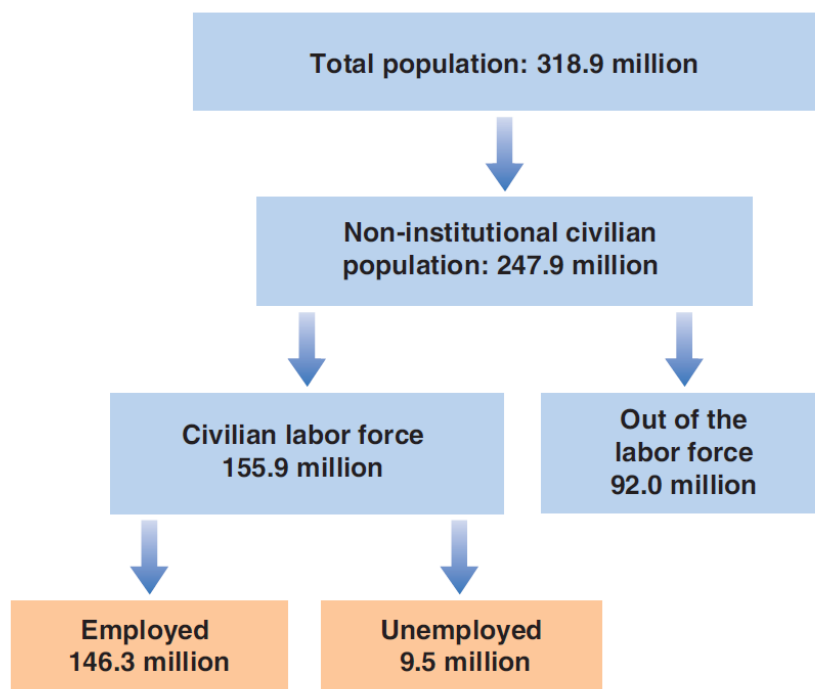 Total population: 318.9 million
Non-institutional civilian
population: 247.9 million
Civilian labor force
155.9 million
Out of the
labor force
92.0 million
Employed
146.3 million
Unemployed
9.5 million